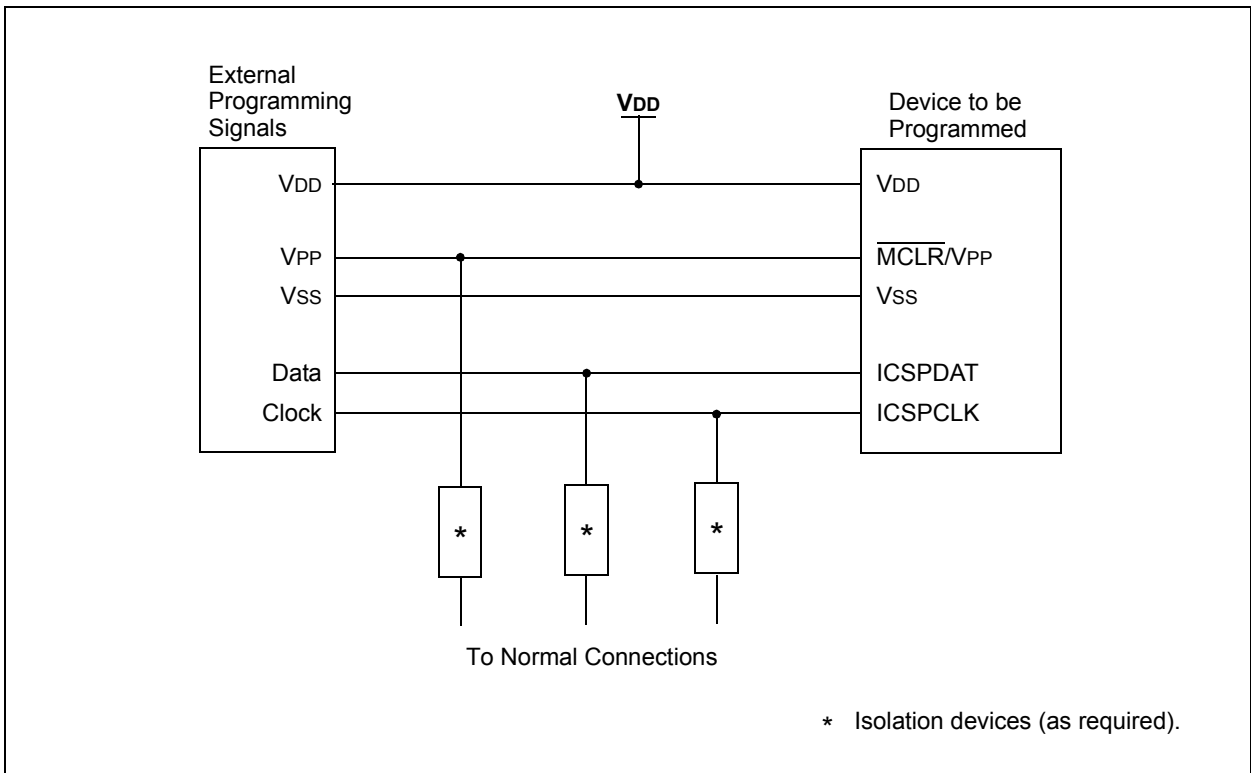 External
Programming
Signals
VDD
Device to be
Programmed
VDD
VDD
VPP
MCLR/VPP
VSS
VSS
Data
ICSPDAT
Clock
ICSPCLK
*
*
*
To Normal Connections
* Isolation devices (as required).